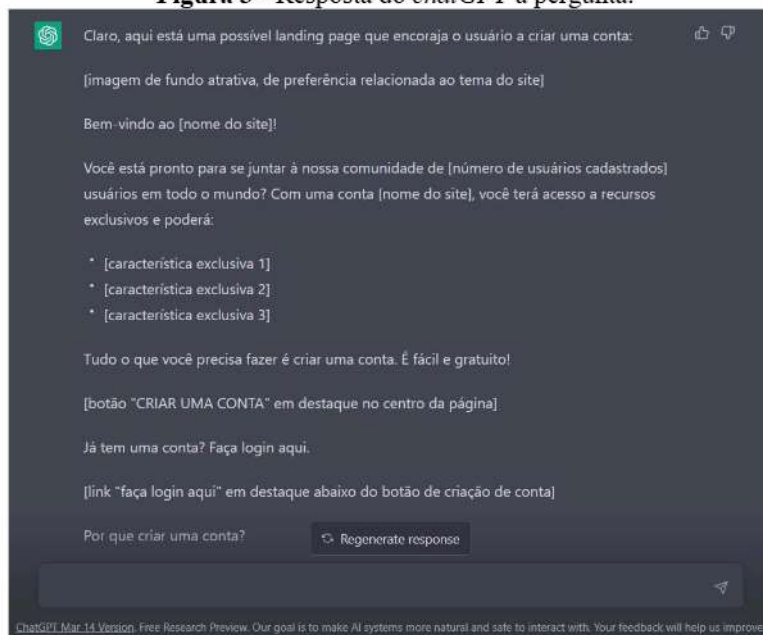 Figura 3 - Resposta do chatGPT à pergunta.
Claro, aqui está uma possível landing page que encoraja o usuário a criar uma conta:
[imagem de fundo atrativa, de preferência relacionada ao tema do site]
Bem-vindo ao [nome do site]!
Você está pronto para se juntar à nossa comunidade de [número de usuários cadastrados]
usuários em todo o mundo? Com uma conta [nome do site], você terá acesso a recursos
exclusivos e poderá:
• [característica exclusiva 1]
• [característica exclusiva 2]
• [característica exclusiva 3]
Tudo o que você precisa fazer é criar uma conta. É fácil e gratuito!
[botão "CRIAR UMA CONTA" em destaque no centro da página]
Já tem uma conta? Faça login aqui.
[link "faça login aqui" em destaque abaixo do botão de criação de conta]
Por que criar uma conta?
Regenerate response
ChatGPT Mar 14 Version. Free Research Preview. Our goal is to make AI systems more natural and safe to interact with. Your feedback will help us improve